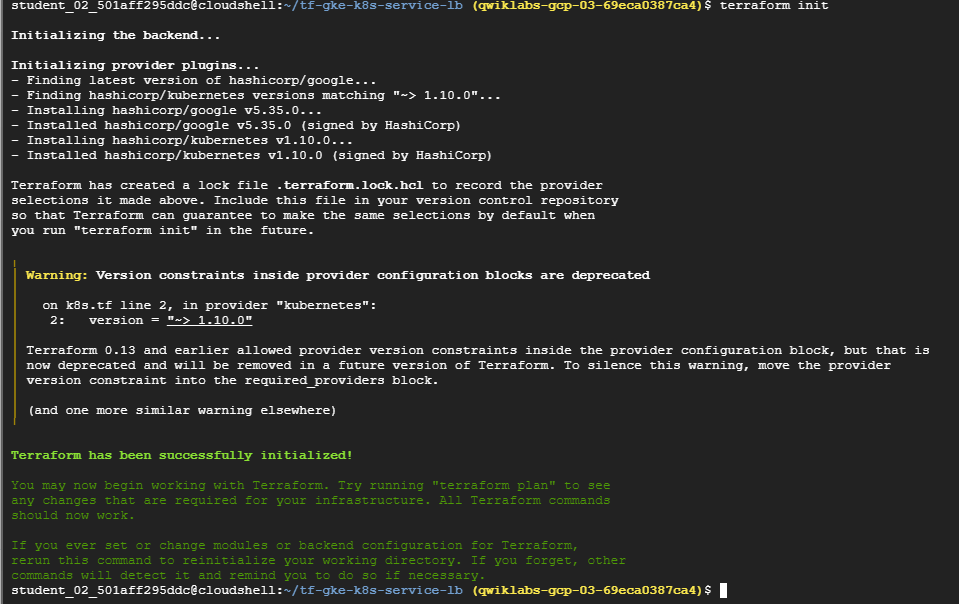 student_02_501aff295ddc@cloudshell:~/tf-gke-k8s-service-lb (qwiklabs-gcp-03-69eca0387ca4)$ terraform init
Initializing the backend...
Initializing provider plugins...
- Finding latest version of hashicorp/google...
- Finding hashicorp/kubernetes versions matching "~> 1.10.0"...
- Installing hashicorp/google v5.35.0...
- Installed hashicorp/google v5.35.0 (signed by HashiCorp)
- Installing hashicorp/kubernetes v1.10.0...
- Installed hashicorp/kubernetes v1.10.0 (signed by HashiCorp)
Terraform has created a lock file .terraform.lock.hcl to record the provider
selections it made above. Include this file in your version control repository
so that Terraform can guarantee to make the same selections by default when
you run "terraform init" in the future.
Warning: Version constraints inside provider configuration blocks are deprecated
on k8s.tf line 2, in provider "kubernetes":
2:   version = "~> 1.10.0"
Terraform 0.13 and earlier allowed provider version constraints inside the provider configuration block, but that is
now deprecated and will be removed in a future version of Terraform. To silence this warning, move the provider
version constraint into the required_providers block.
(and one more similar warning elsewhere)
Terraform has been successfully initialized!
You may now begin working with Terraform. Try running "terraform plan" to see
any changes that are required for your infrastructure. All Terraform commands
should now work.
If you ever set or change modules or backend configuration for Terraform,
rerun this command to reinitialize your working directory. If you forget, other
commands will detect it and remind you to do so if necessary.
student_02_501aff295ddc@cloudshell:~/tf-gke-k8s-service-lb (qwiklabs-gcp-03-69eca0387ca4)$